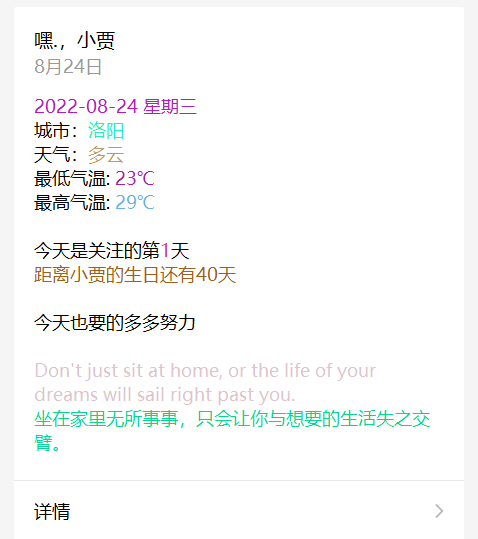 嘿.，小贾
8月24日
2022-08-24 星期三
城市：洛阳
天气：多云
最低气温: 23℃
最高气温: 29℃
今天是关注的第1天
距离小贾的生日还有40天
今天也要的多多努力
Don't just sit at home, or the life of your
dreams will sail right past you.
坐在家里无所事事，只会让你与想要的生活失之交
臂。
详情